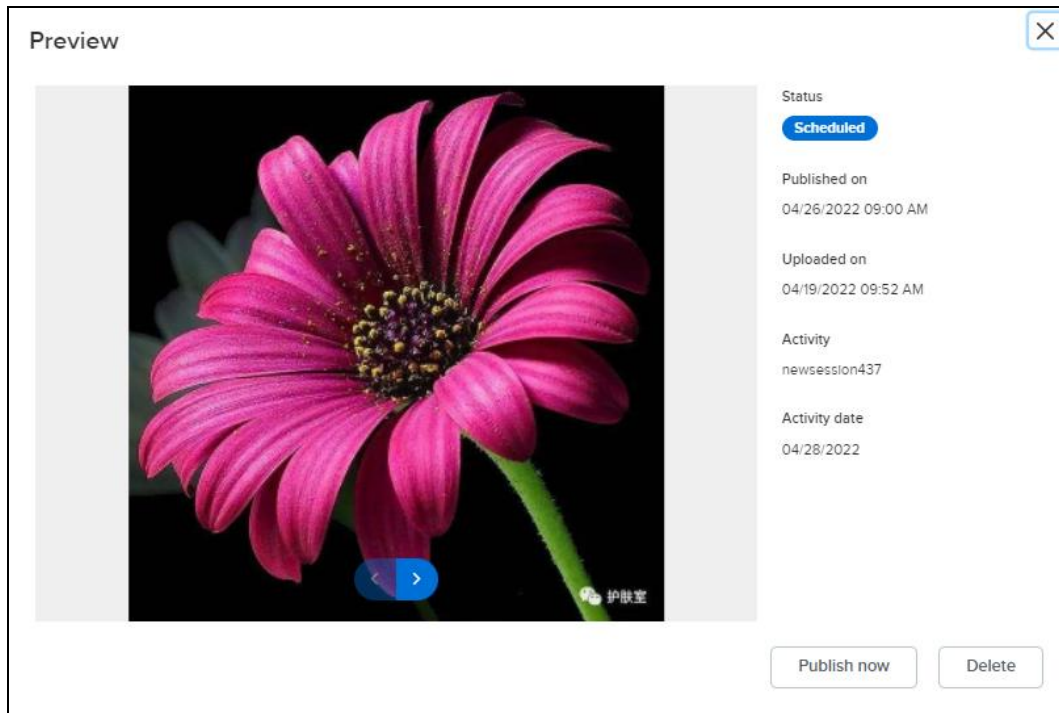 Preview
Status
Scheduled
Published on
04/26/2022 09:00 AM
Uploaded on
04/19/2022 09:52 AM
Activity
newsession437
Activity date
04/28/2022
护肤室
Publish now
Delete